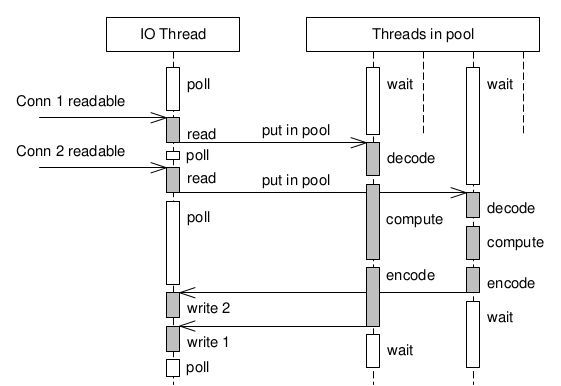 IO Thread
Threads in pool
poll
wait
wait
Conn 1 readable
read
put in pool
Conn 2 readable
poll
decode
read
put in pool
poll
decode
compute
compute
encode
encode
write 2
wait
write 1
wait
poll